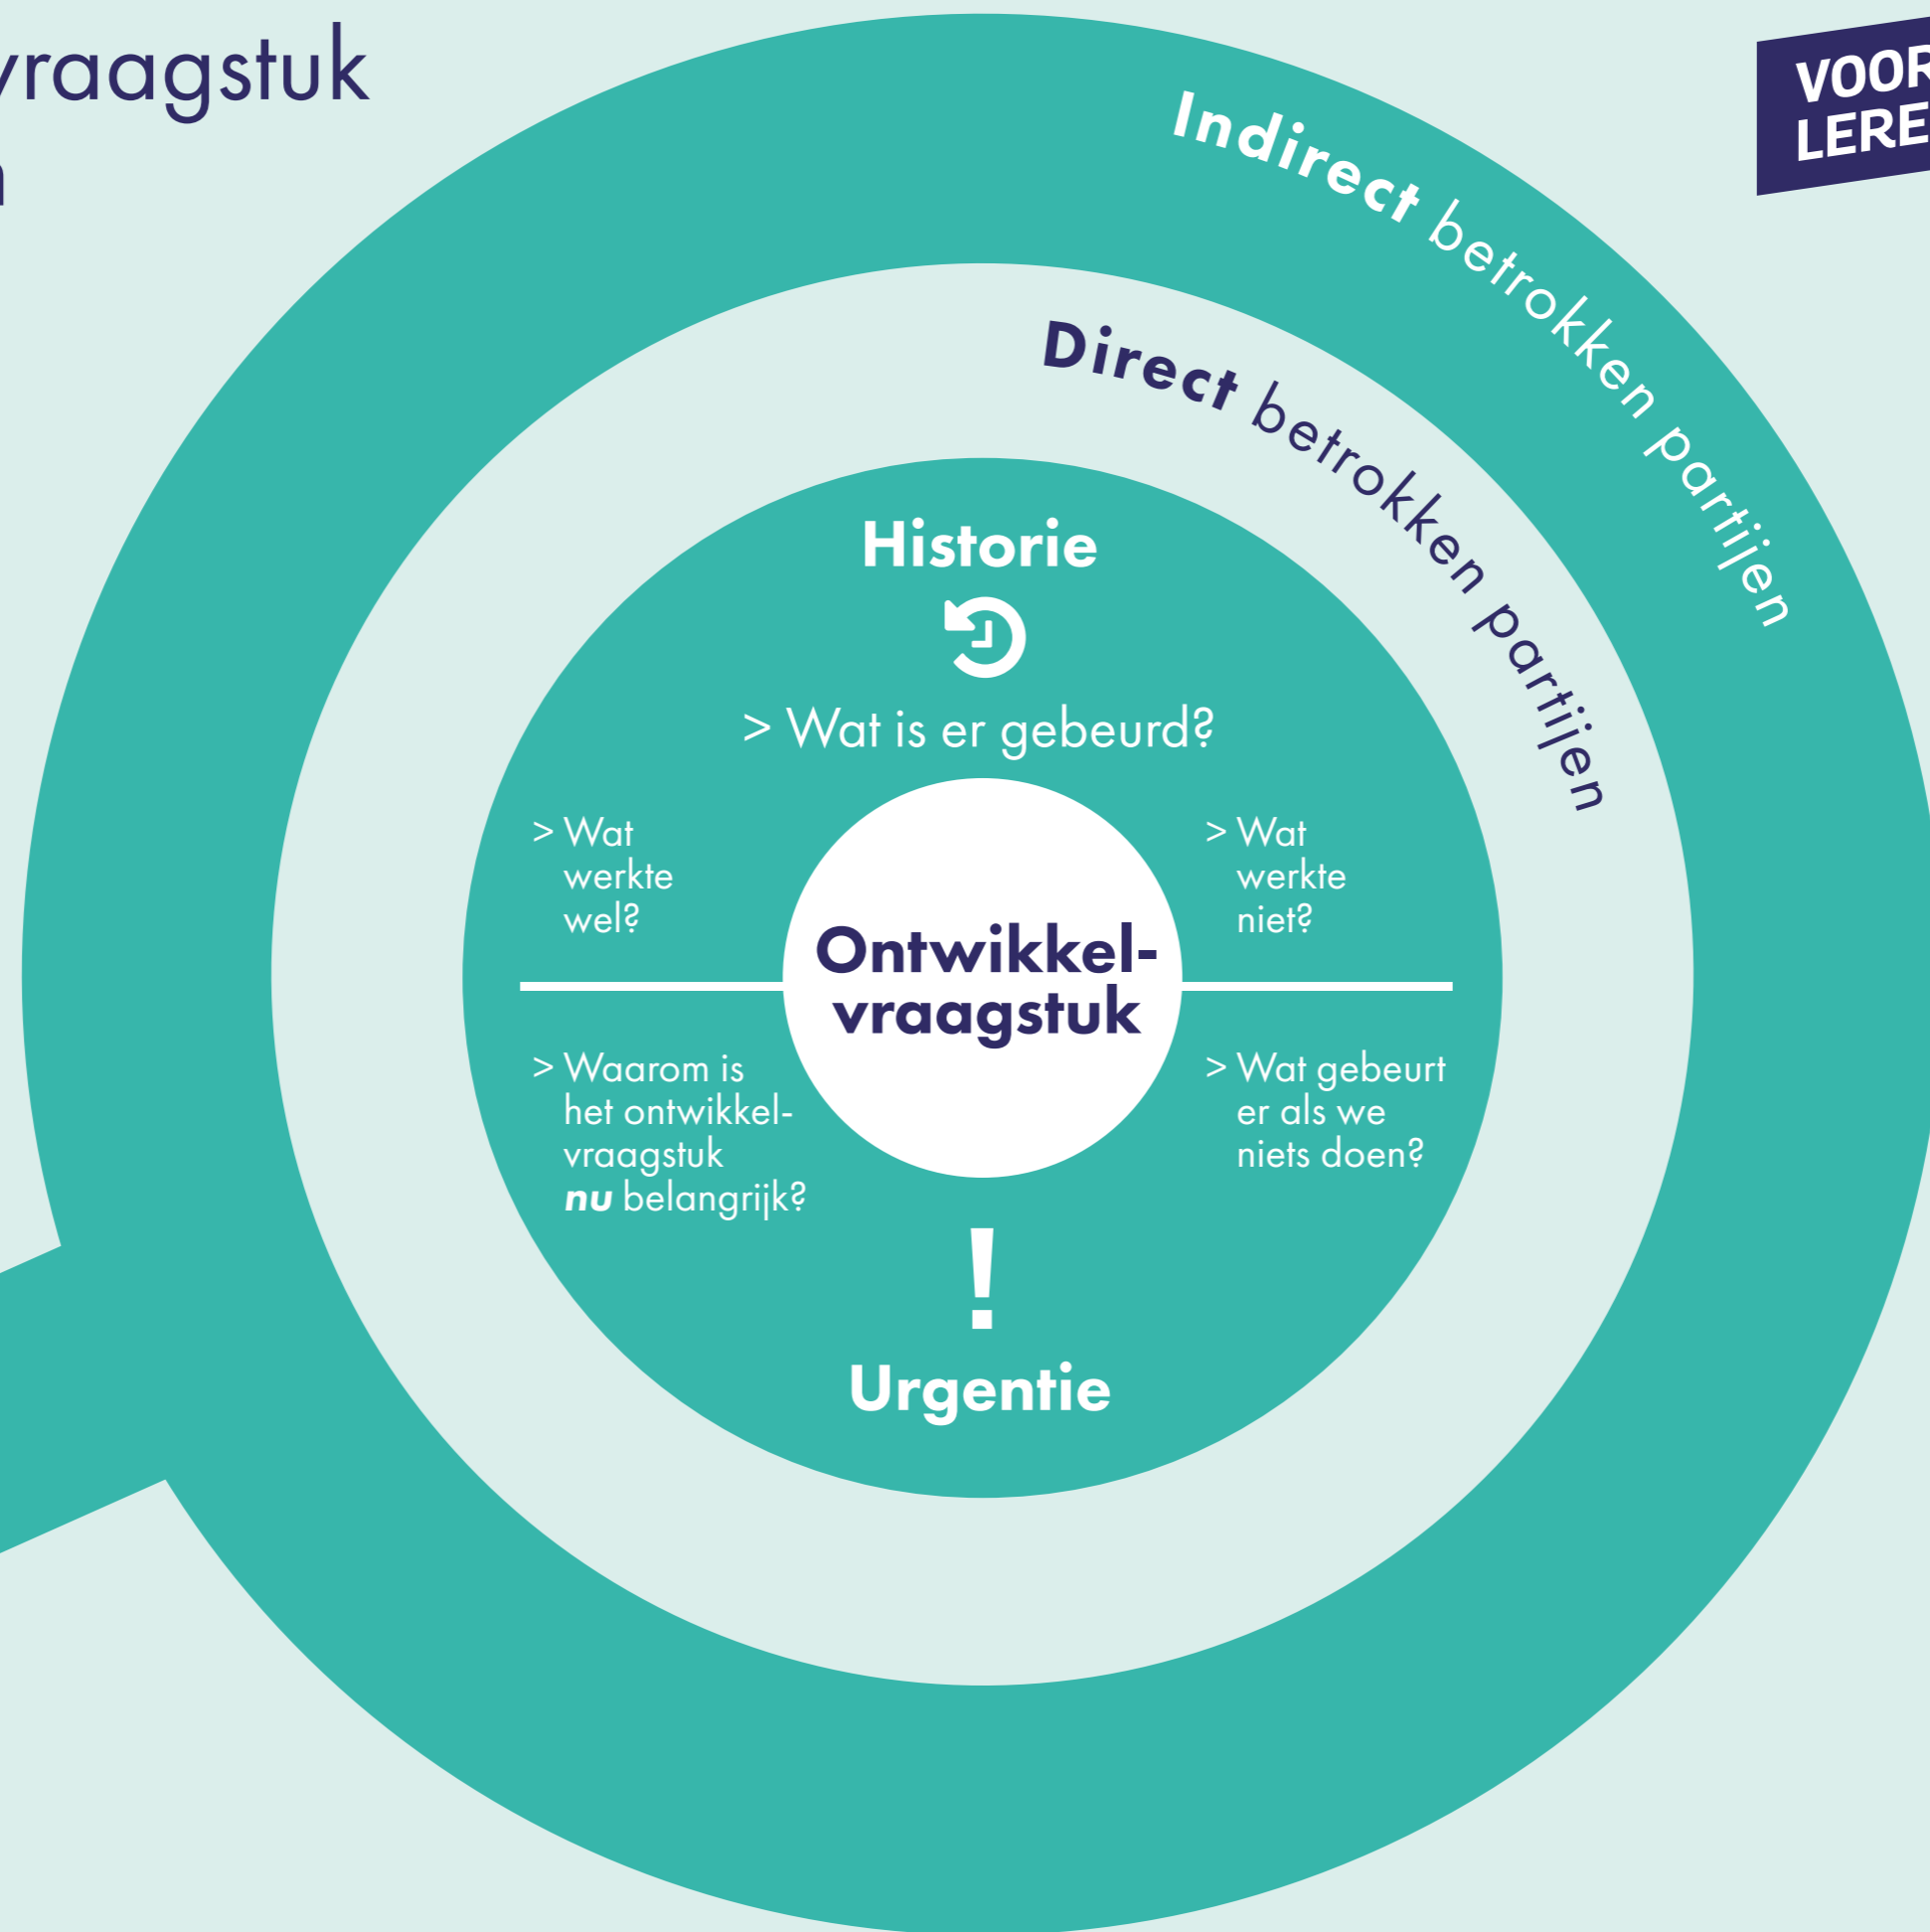 vraagstuk
VOOR
LERE
Indirect betrokken partijen
Direct betrokken partijen
Historie
> Wat is er gebeurd?
> Wat
werkte
wel?
> Wat
werkte
niet?
Ontwikkel-
vraagstuk
> Waarom is
het ontwikkel-
vraagstuk
nu belangrijk?
> Wat gebeurt
er als we
niets doen?
!
Urgentie